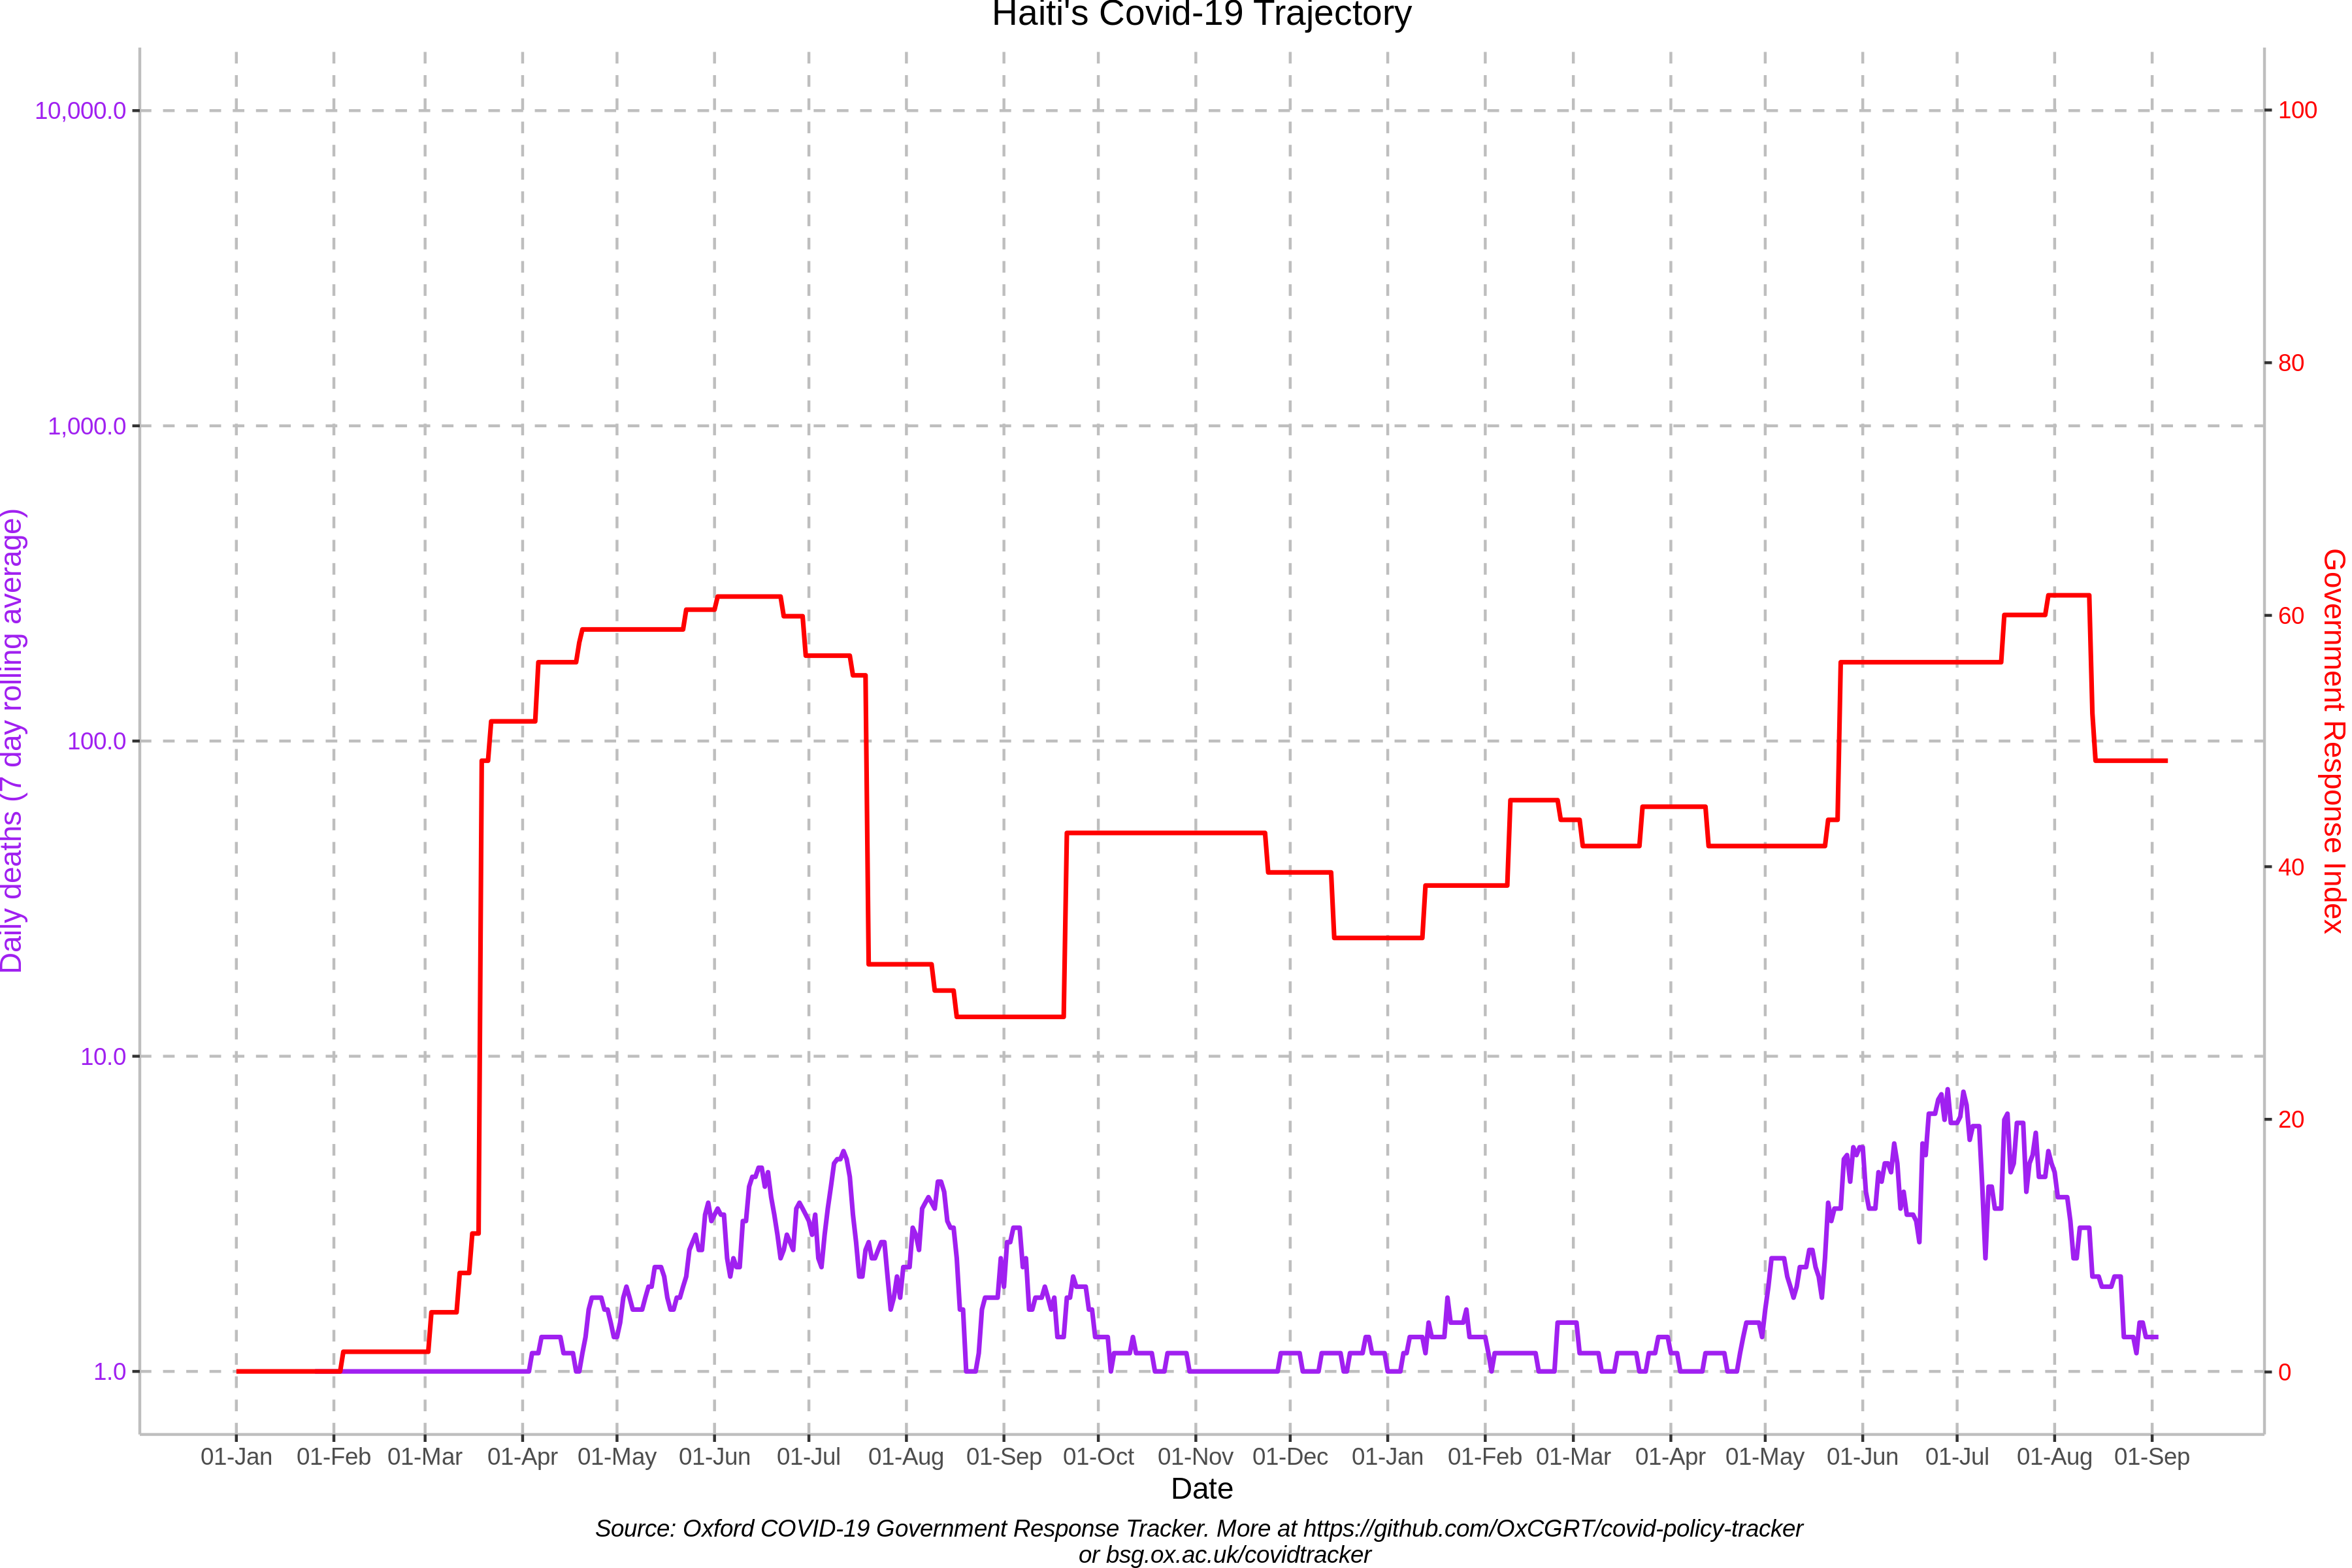 Haiti's Covid-19 Trajectory
10,000.0
1,000.0
100.0
10.0
1.0
Daily deaths (7 day rolling average)
100
80
60
40
20
0
Government Response Index
01-Jan 01-Feb 01-Mar 01-Apr 01-May 01-Jun 01-Jul 01-Aug 01-Sep 01-Oct 01-Nov 01-Dec 01-Jan 01-Feb 01-Mar 01-Apr 01-May 01-Jun 01-Jul 01-Aug 01-Sep
Date
Source: Oxford COVID-19 Government Response Tracker. More at https://github.com/OxCGRT/covid-policy-tracker
or bsg.ox.ac.uk/covidtracker